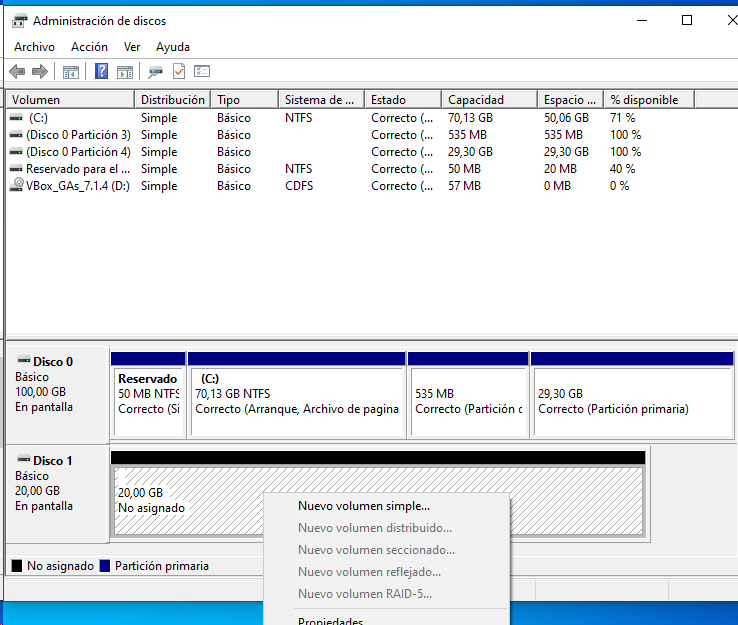 Administración de discos
Archivo Acción Ver Ayuda
Volumen Distribución Tipo Sistema de ... Estado Capacidad Espacio ... % disponible
(C:) Simple Básico NTFS Correcto (... 70,13 GB 50,06 GB 71 %
(Disco 0 Partición 3) Simple Básico Correcto (... 535 MB 535 MB 100 %
(Disco 0 Partición 4) Simple Básico Correcto (... 29,30 GB 29,30 GB 100 %
Reservado para el ... Simple Básico NTFS Correcto (... 50 MB 20 MB 40 %
VBox_GAs_7.1.4 (D:) Simple Básico CDFS Correcto (... 57 MB 0 MB 0 %
Disco 0
Básico
100,00 GB
En pantalla
Reservado
50 MB NTFS
Correcto (Si
(C:)
70,13 GB NTFS
Correcto (Arranque, Archivo de pagina
535 MB
Correcto (Partición c
29,30 GB
Correcto (Partición primaria)
Disco 1
Básico
20,00 GB
En pantalla
20,00 GB
No asignado
Nuevo volumen simple...
Nuevo volumen distribuido...
Nuevo volumen seccionado...
Nuevo volumen reflejado...
Nuevo volumen RAID-5...
Propiedades
No asignado Partición primaria